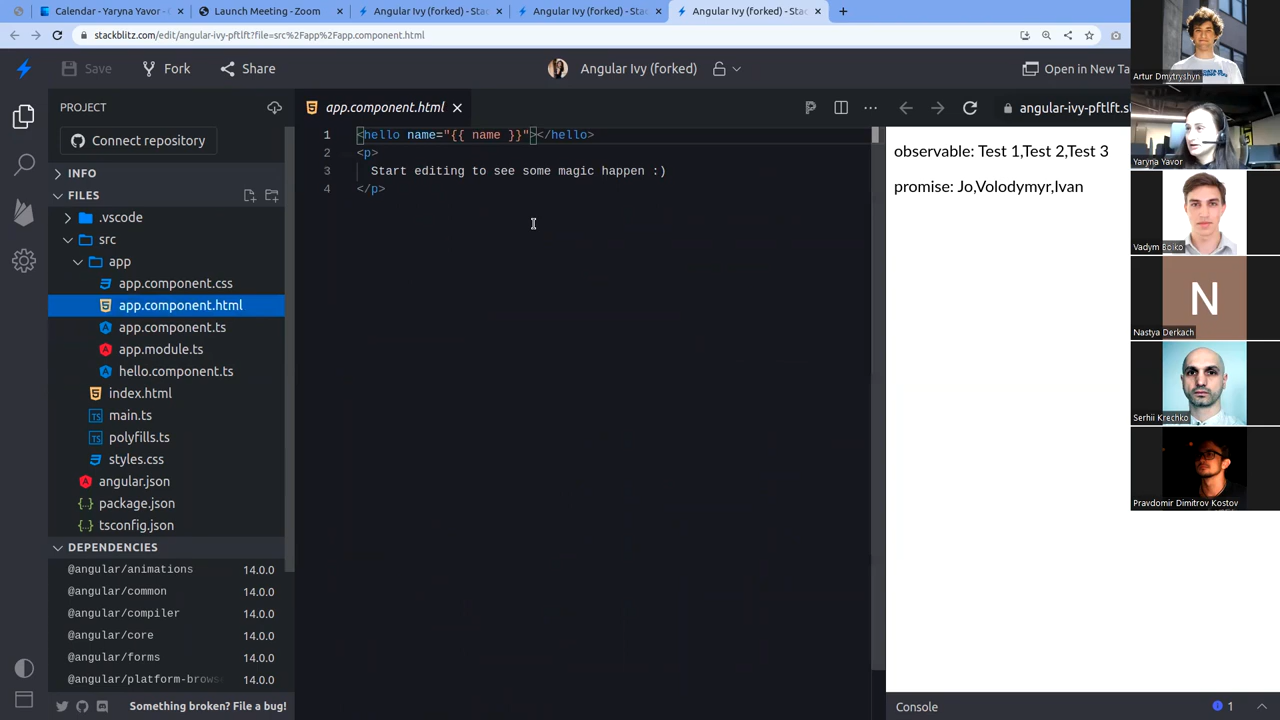 Calendar - Yaryna Yavor -
Launch Meeting - Zoom
Angular Ivy (forked) - Stac
Angular Ivy (forked) - Stac
Angular Ivy (forked) - Stac
stackblitz.com/edit/angular-ivy-pftlft?file=src%2Fapp%2Fapp.component.html
Save
Fork
Share
Angular Ivy (forked)
Open in New Ta
PROJECT
Connect repository
INFO
FILES
.vscode
src
app
app.component.css
app.component.html
app.component.ts
app.module.ts
hello.component.ts
index.html
main.ts
polyfills.ts
styles.css
angular.json
package.json
tsconfig.json
DEPENDENCIES
@angular/animations 14.0.0
@angular/common 14.0.0
@angular/compiler 14.0.0
@angular/core 14.0.0
@angular/forms 14.0.0
@angular/platform-brows 14.0.0
Something broken? File a bug!
app.component.html
1 <hello name="{{ name }}"></hello>
2 <p>
3 Start editing to see some magic happen :)
4 </p>
angular-ivy-pftlft.s
observable: Test 1,Test 2,Test 3
promise: Jo,Volodymyr,Ivan
Console
1
Artur Dmytryshyn
Yaryna Yavor
Vadym Boiko
N
Nastya Derkach
Serhii Krechko
Pravdomir Dimitrov Kostov